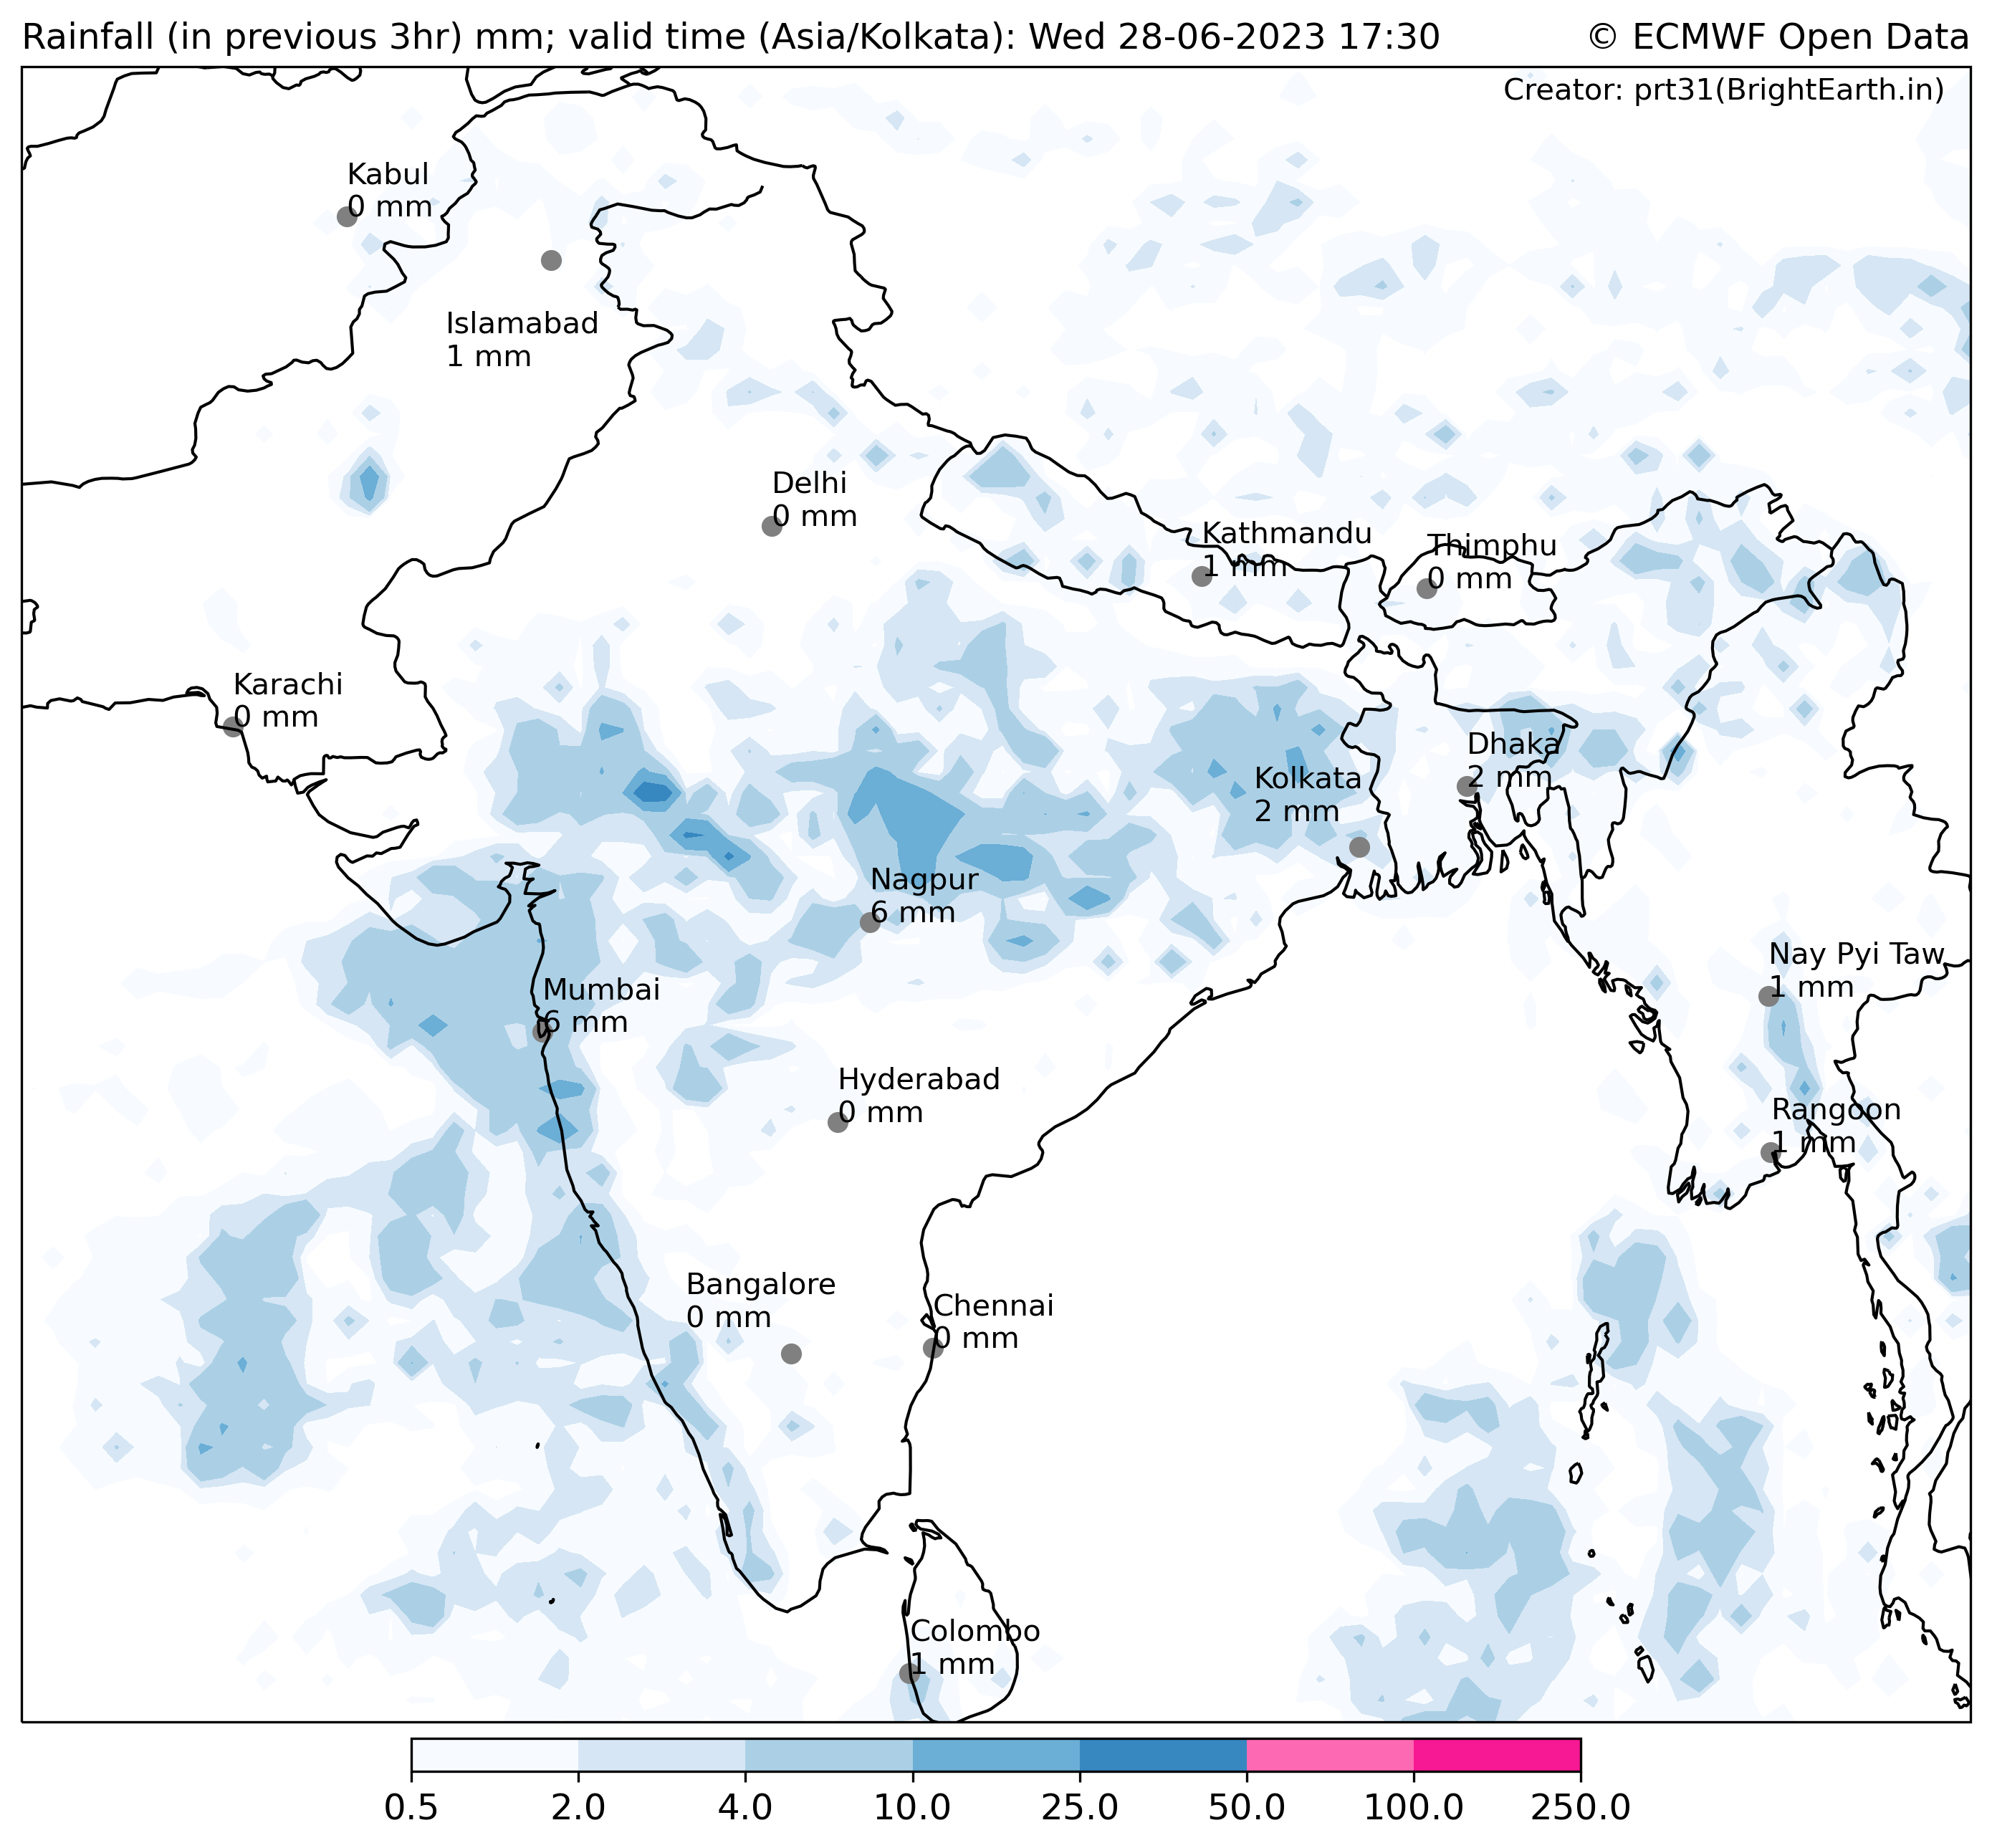 Rainfall (in previous 3hr) mm; valid time (Asia/Kolkata): Wed 28-06-2023 17:30
© ECMWF Open Data
Creator: prt31(BrightEarth.in)
Kabul
0 mm
Islamabad
1 mm
Delhi
0 mm
Kathmandu
1 mm
Thimphu
0 mm
Karachi
0 mm
Dhaka
2 mm
Kolkata
2 mm
Nagpur
6 mm
Nay Pyi Taw
1 mm
Mumbai
6 mm
Hyderabad
0 mm
Rangoon
1 mm
Bangalore
0 mm
Chennai
0 mm
Colombo
1 mm
0.5 2.0 4.0 10.0 25.0 50.0 100.0 250.0